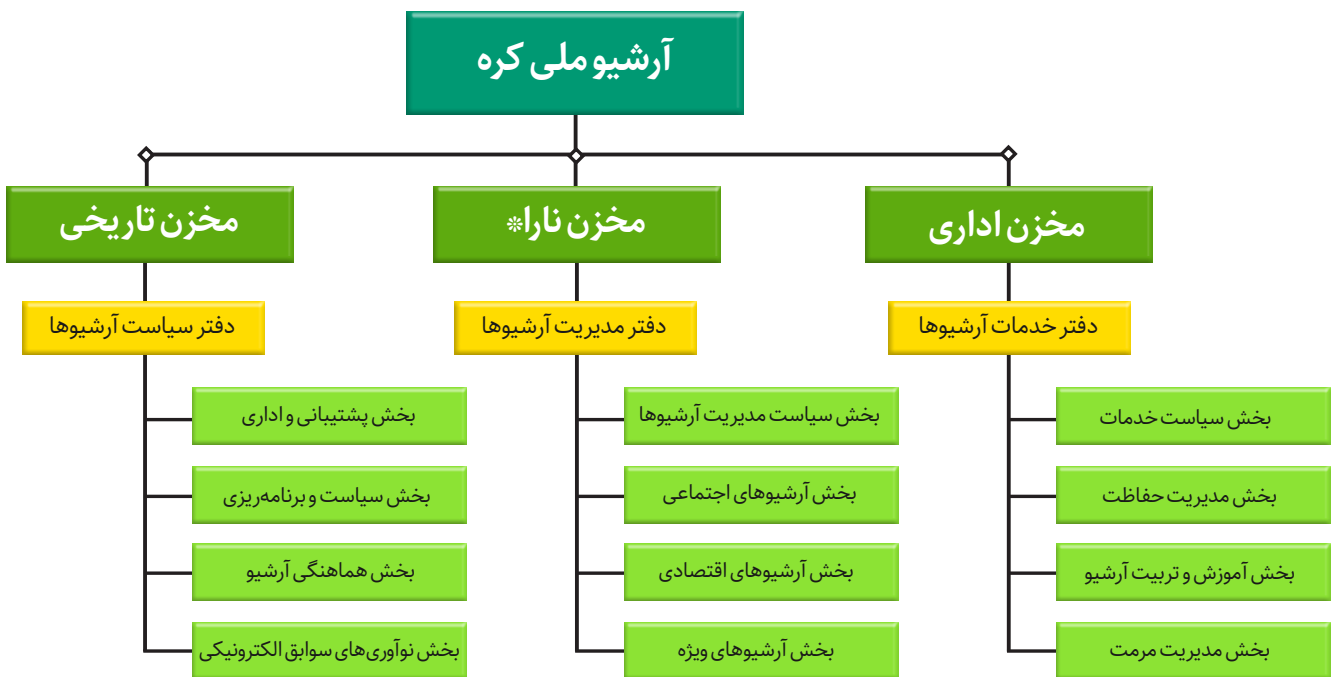 آرشیو ملی کره
مخزن اداری
مخزن نارا*
مخزن تاریخی
دفتر خدمات آرشیوها
دفتر مدیریت آرشیوها
دفتر سیاست آرشیوها
بخش سیاست خدمات
بخش سیاست مدیریت آرشیوها
بخش پشتیبانی و اداری
بخش مدیریت حفاظت
بخش آرشیوهای اجتماعی
بخش سیاست و برنامه‌ریزی
بخش آموزش و تربیت آرشیو
بخش آرشیوهای اقتصادی
بخش هماهنگی آرشیو
بخش مدیریت مرمت
بخش آرشیوهای ویژه
بخش نوآوری‌های سوابق الکترونیکی